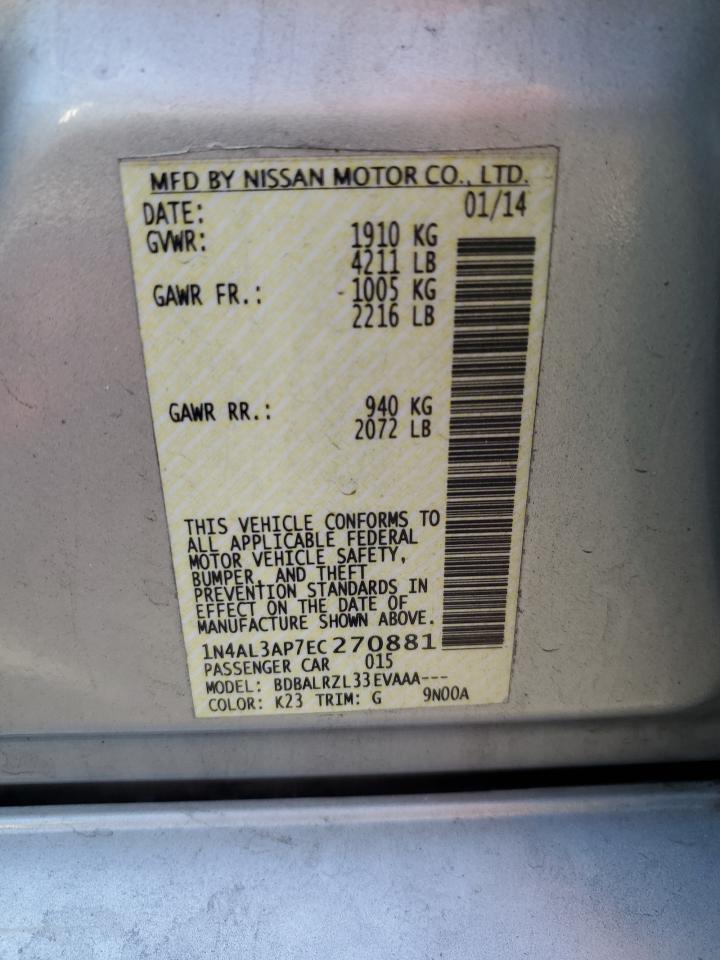 MFD BY NISSAN MOTOR CO., LTD.
DATE: 01/14
GVWR: 1910 KG
4211 LB
GAWR FR.: 1005 KG
2216 LB
GAWR RR.: 940 KG
2072 LB
THIS VEHICLE CONFORMS TO
ALL APPLICABLE FEDERAL
MOTOR VEHICLE SAFETY,
BUMPER, AND THEFT
PREVENTION STANDARDS IN
EFFECT ON THE DATE OF
MANUFACTURE SHOWN ABOVE.
1N4AL3AP7EC270881
PASSENGER CAR 015
MODEL: BDBALRZL33EVAAA---
COLOR: K23 TRIM: G 9N00A